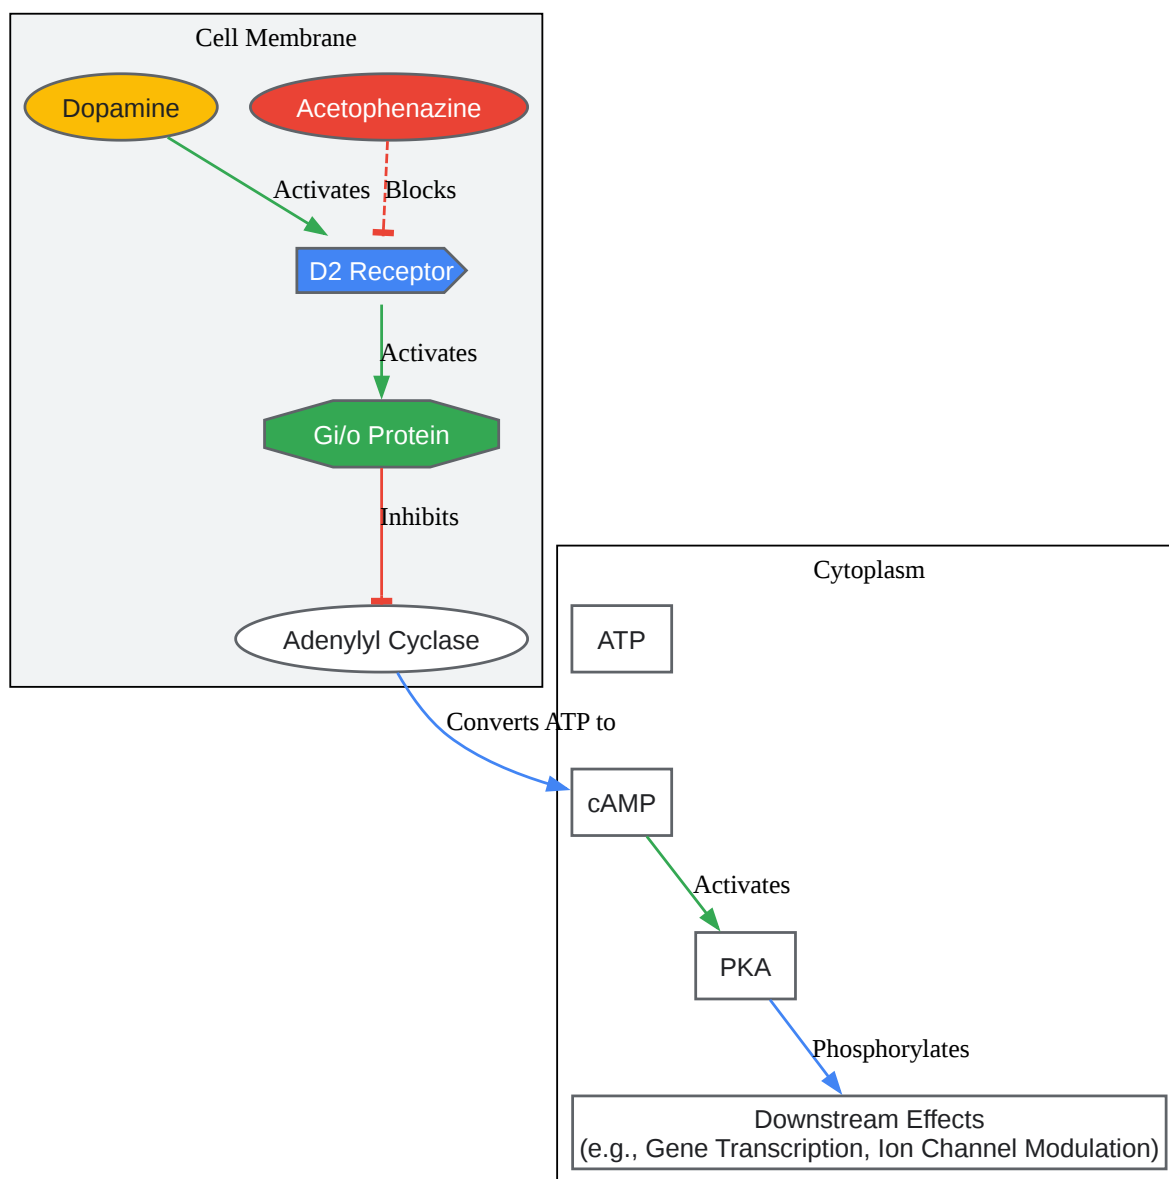 Cell Membrane
Dopamine
Acetophenazine
Activates
Blocks
D2 Receptor
Activates
Gi/o Protein
Inhibits
Adenylyl Cyclase
Cytoplasm
ATP
Converts ATP to
cAMP
Activates
PKA
Phosphorylates
Downstream Effects
(e.g., Gene Transcription, Ion Channel Modulation)